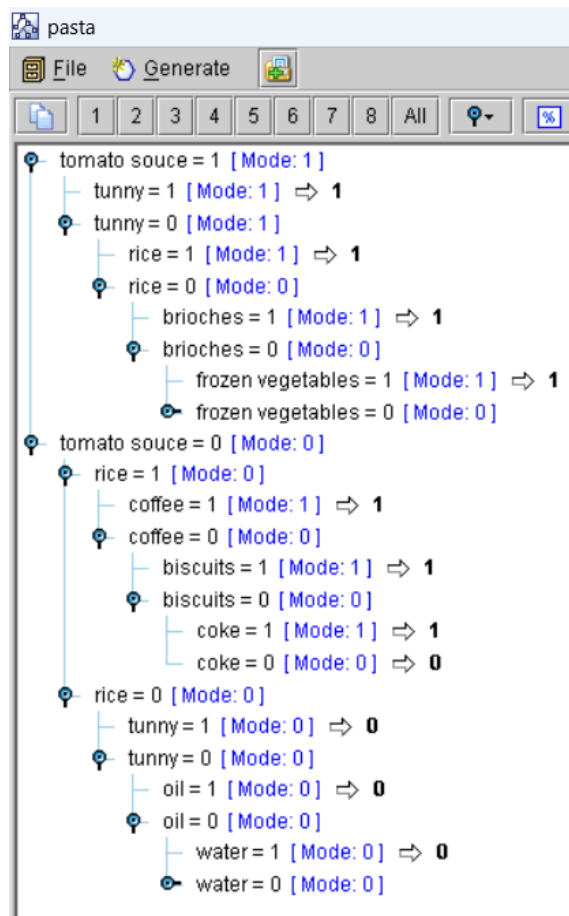 pasta
File Generate
1 2 3 4 5 6 7 8 All %
tomato souce = 1 [ Mode: 1 ]
tunny = 1 [ Mode: 1 ] ⇨ 1
tunny = 0 [ Mode: 1 ]
rice = 1 [ Mode: 1 ] ⇨ 1
rice = 0 [ Mode: 0 ]
brioches = 1 [ Mode: 1 ] ⇨ 1
brioches = 0 [ Mode: 0 ]
frozen vegetables = 1 [ Mode: 1 ] ⇨ 1
frozen vegetables = 0 [ Mode: 0 ]
tomato souce = 0 [ Mode: 0 ]
rice = 1 [ Mode: 0 ]
coffee = 1 [ Mode: 1 ] ⇨ 1
coffee = 0 [ Mode: 0 ]
biscuits = 1 [ Mode: 1 ] ⇨ 1
biscuits = 0 [ Mode: 0 ]
coke = 1 [ Mode: 1 ] ⇨ 1
coke = 0 [ Mode: 0 ] ⇨ 0
rice = 0 [ Mode: 0 ]
tunny = 1 [ Mode: 0 ] ⇨ 0
tunny = 0 [ Mode: 0 ]
oil = 1 [ Mode: 0 ] ⇨ 0
oil = 0 [ Mode: 0 ]
water = 1 [ Mode: 0 ] ⇨ 0
water = 0 [ Mode: 0 ]